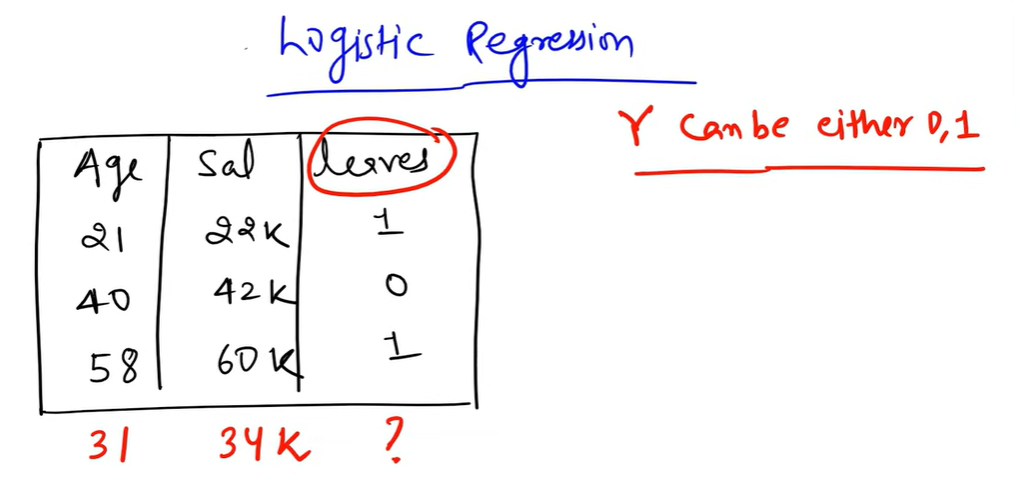 Logistic Regression
Y can be either 0, 1
Age Sal leaves
21 22K 1
40 42K 0
58 60K 1
31 34K ?